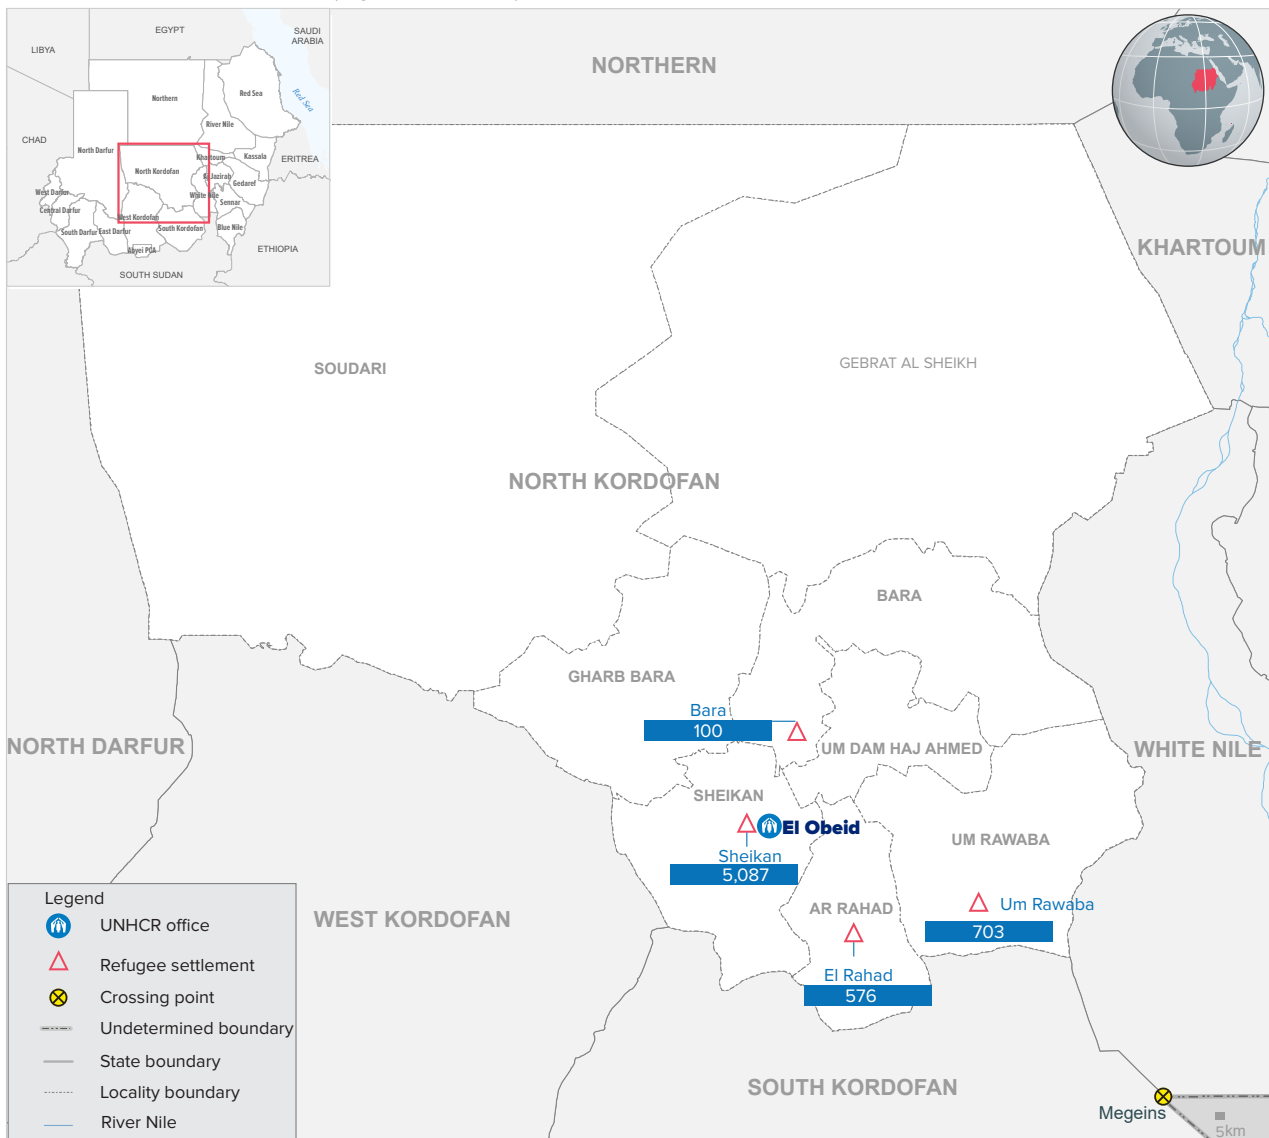 EGYPT
SAUDI
ARABIA
LIBYA
Red Sea
Northern
Red Sea
River Nile
CHAD
North Darfur
Khartoum
Kassala
ERITREA
North Kordofan
Al Jazirah
Gedaref
West Darfur
White Nile
Sennar
Central Darfur
West Kordofan
South Darfur
East Darfur
South Kordofan
Blue Nile
Abyei PCA
ETHIOPIA
SOUTH SUDAN
NORTHERN
KHARTOUM
SOUDARI
GEBRAT AL SHEIKH
NORTH KORDOFAN
BARA
GHARB BARA
Bara
100
UM DAM HAJ AHMED
NORTH DARFUR
WHITE NILE
SHEIKAN
El Obeid
UM RAWABA
Sheikan
5,087
WEST KORDOFAN
AR RAHAD
Um Rawaba
703
El Rahad
576
SOUTH KORDOFAN
Megeins
5km
Legend
UNHCR office
Refugee settlement
Crossing point
Undetermined boundary
State boundary
Locality boundary
River Nile